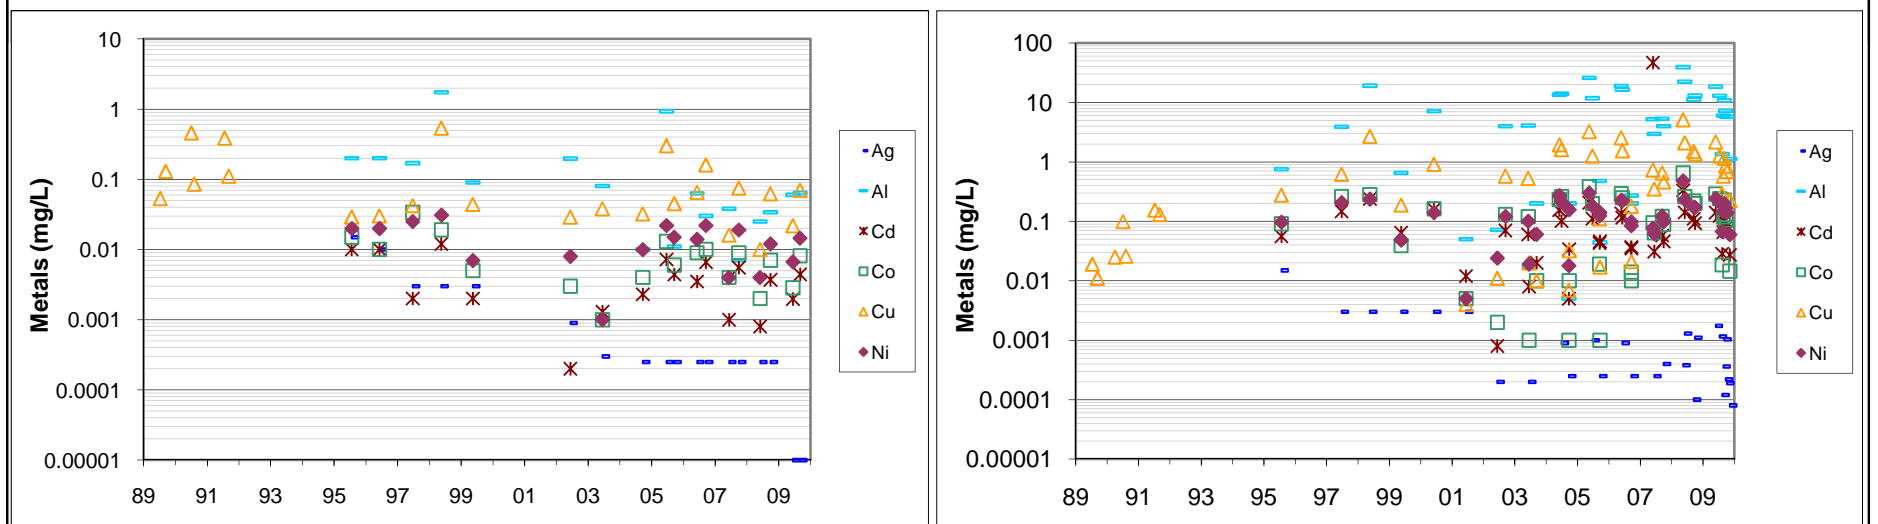 Metals (mg/L)
10
1
0.1
0.01
0.001
0.0001
0.00001
89 91 93 95 97 99 01 03 05 07 09
Ag
Al
Cd
Co
Cu
Ni
Metals (mg/L)
100
10
1
0.1
0.01
0.001
0.0001
0.00001
89 91 93 95 97 99 01 03 05 07 09
Ag
Al
Cd
Co
Cu
Ni